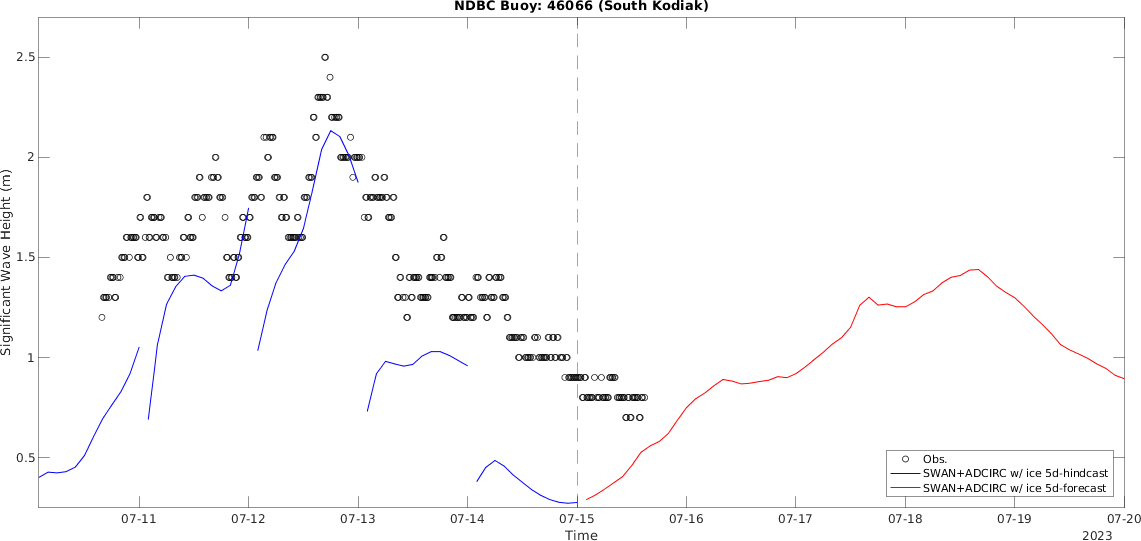 NDBC Buoy: 46066 (South Kodiak)
2.5
2
1.5
1
0.5
Significant Wave Height (m)
Obs.
SWAN+ADCIRC w/ ice 5d-hindcast
SWAN+ADCIRC w/ ice 5d-forecast
07-11 07-12 07-13 07-14 07-15 07-16 07-17 07-18 07-19 07-20
Time
2023